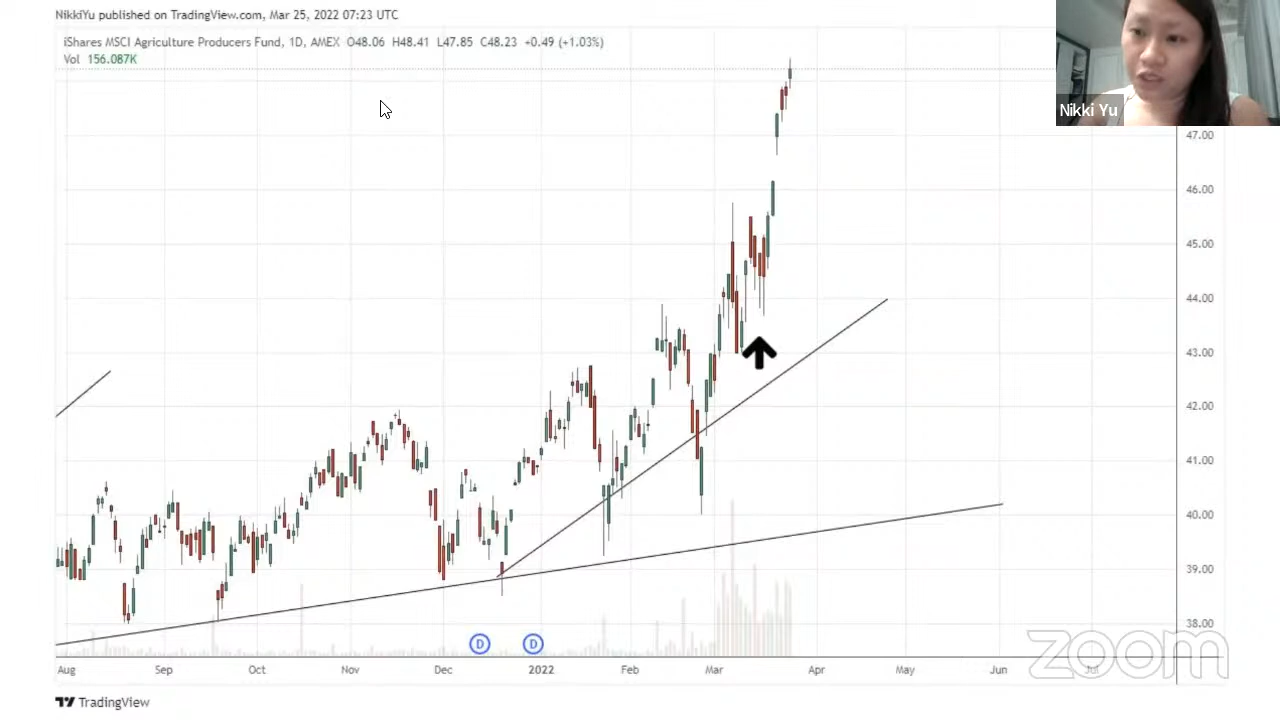 NikkiYu published on TradingView.com, Mar 25, 2022 07:23 UTC
iShares MSCI Agriculture Producers Fund, 1D, AMEX O48.06 H48.41 L47.85 C48.23 +0.49 (+1.03%)
Vol 156.087K
Nikki Yu
47.00
46.00
45.00
44.00
43.00
42.00
41.00
40.00
39.00
38.00
D D
Aug Sep Oct Nov Dec 2022 Feb Mar Apr May Jun Jul
zoom
TradingView